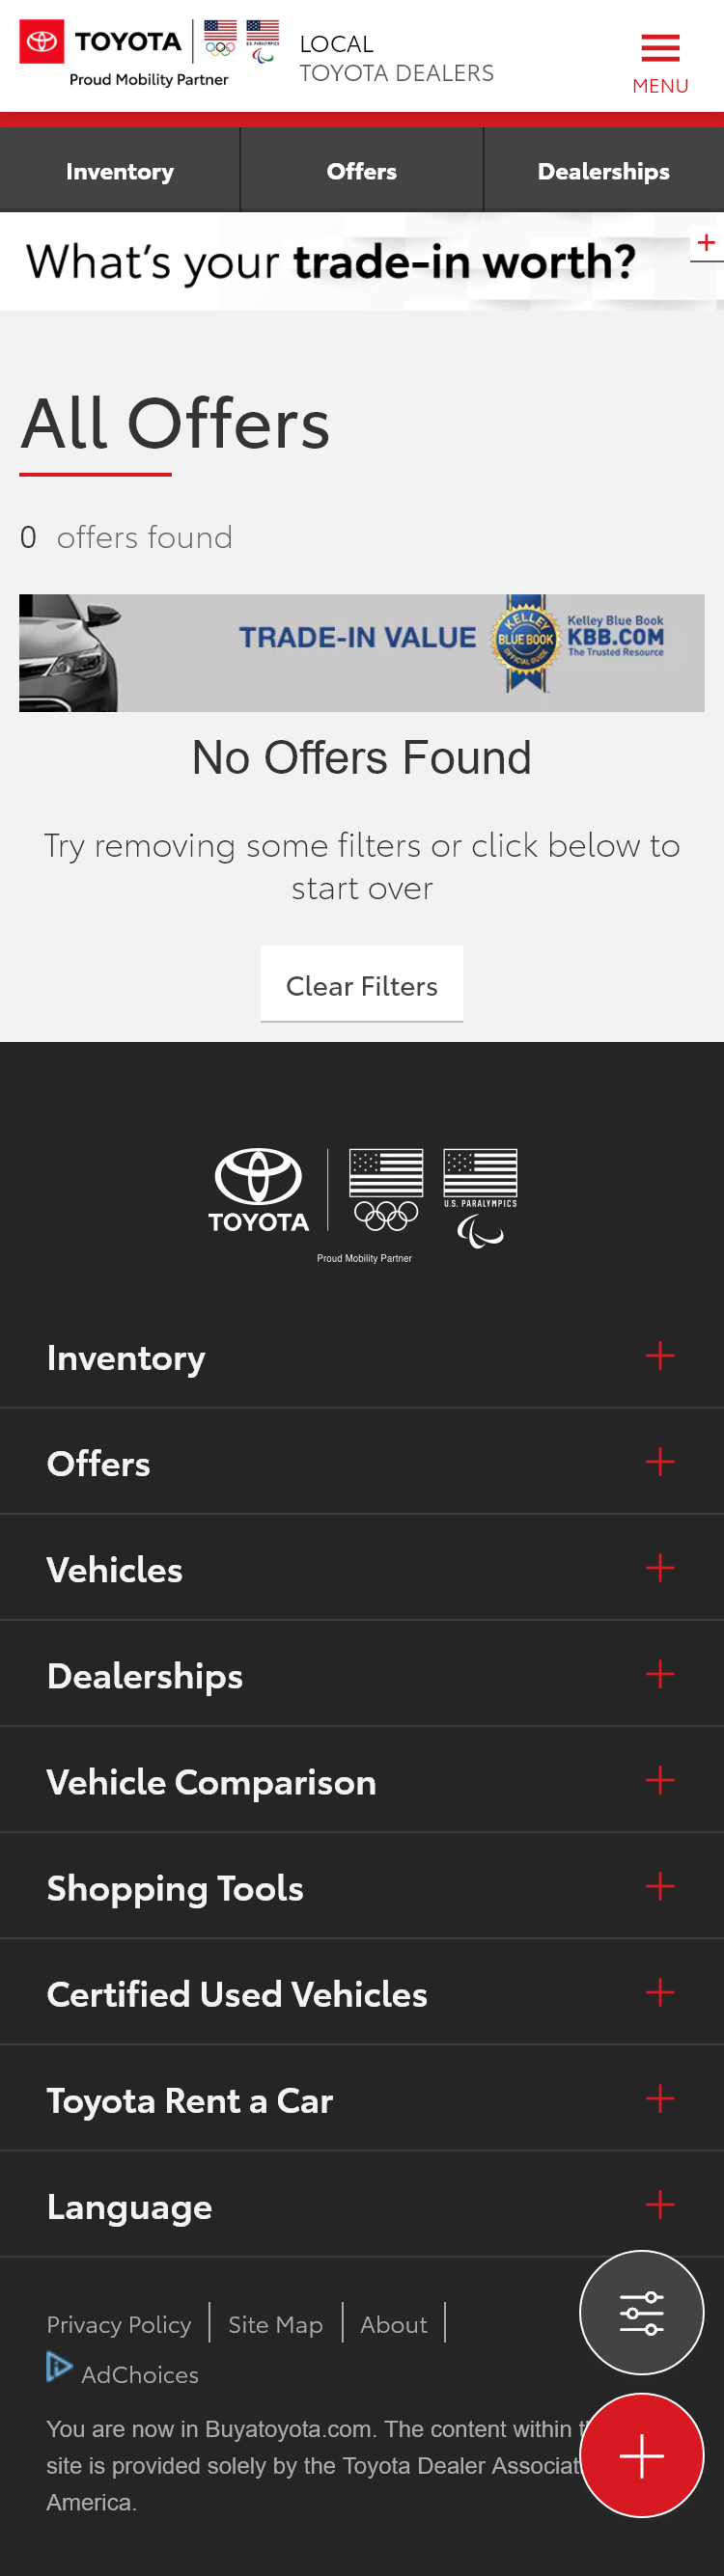 TOYOTA
U.S. PARALYMPICS
Proud Mobility Partner
LOCAL
TOYOTA DEALERS
MENU
Inventory
Offers
Dealerships
What's your trade-in worth?
All Offers
0 offers found
TRADE-IN VALUE
KELLEY
BLUE BOOK
OFFICIAL GUIDE
Kelley Blue Book
KBB.COM
The Trusted Resource
No Offers Found
Try removing some filters or click below to
start over
Clear Filters
TOYOTA
U.S. PARALYMPICS
Proud Mobility Partner
Inventory
Offers
Vehicles
Dealerships
Vehicle Comparison
Shopping Tools
Certified Used Vehicles
Toyota Rent a Car
Language
Privacy Policy
Site Map
About
AdChoices
You are now in Buyatoyota.com. The content within
site is provided solely by the Toyota Dealer
America.